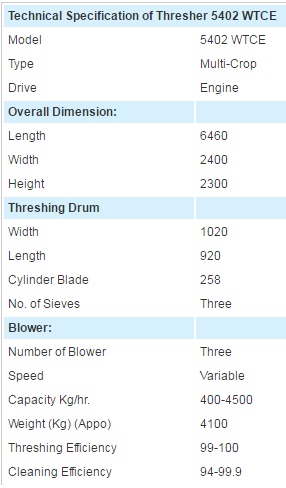 Technical Specification of Thresher 5402 WTCE
Model 5402 WTCE
Type Multi-Crop
Drive Engine
Overall Dimension:
Length 6460
Width 2400
Height 2300
Threshing Drum
Width 1020
Length 920
Cylinder Blade 258
No. of Sieves Three
Blower:
Number of Blower Three
Speed Variable
Capacity Kg/hr. 400-4500
Weight (Kg) (Appo) 4100
Threshing Efficiency 99-100
Cleaning Efficiency 94-99.9